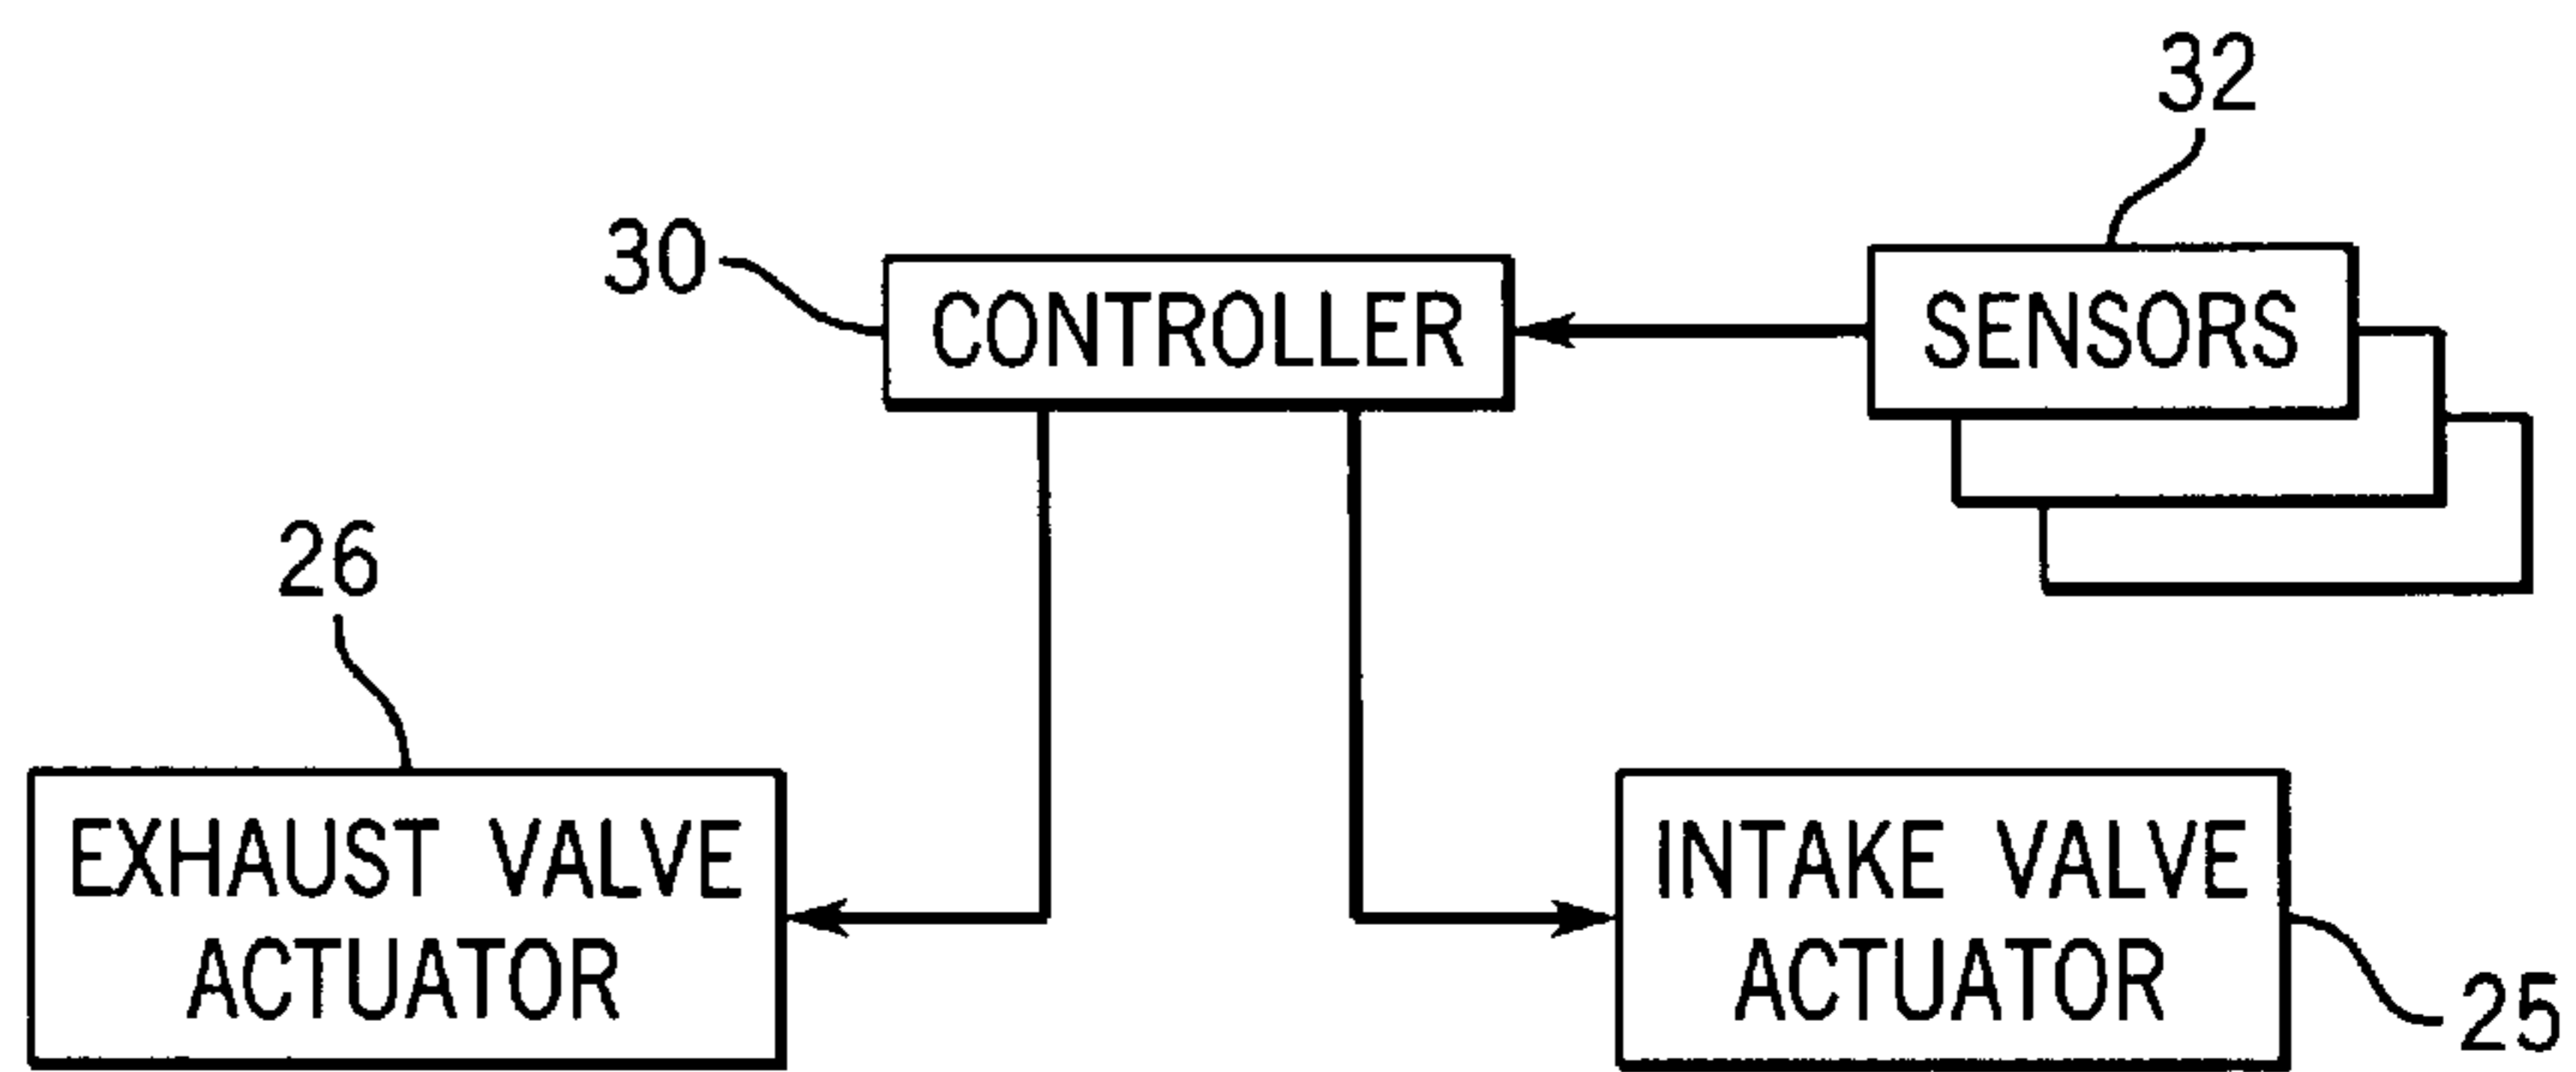 32
30
CONTROLLER
SENSORS
26
EXHAUST VALVE
ACTUATOR
INTAKE VALVE
ACTUATOR
25